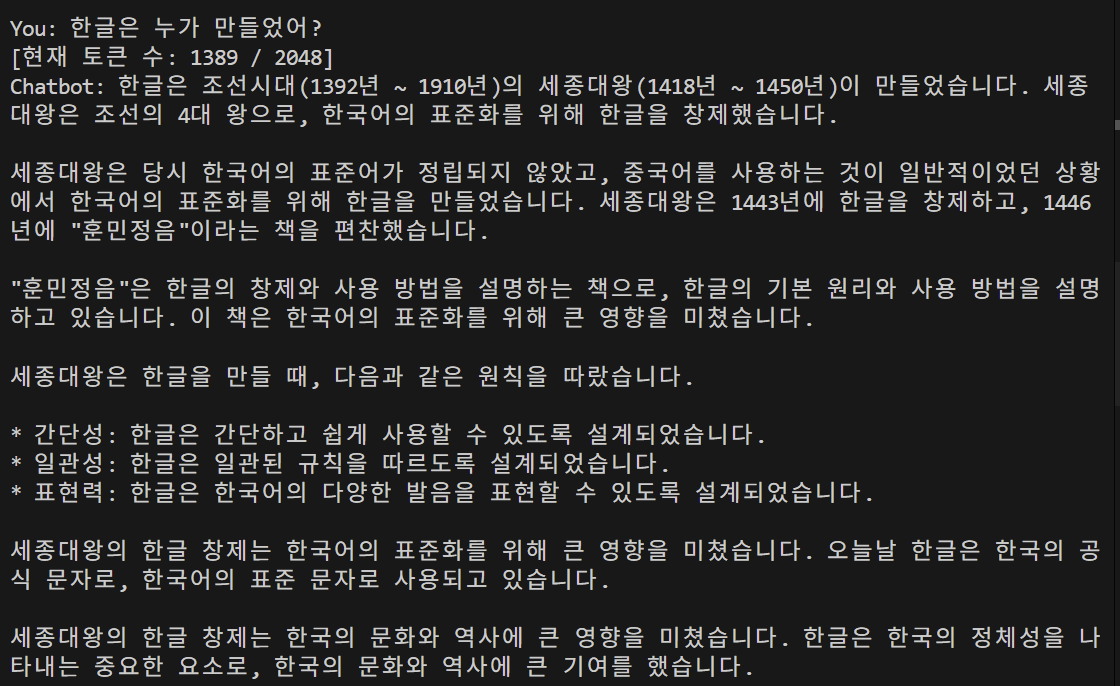 You: 한글은 누가 만들었어?
[현재 토큰 수: 1389 / 2048]
Chatbot: 한글은 조선시대(1392년 ~ 1910년)의 세종대왕(1418년 ~ 1450년)이 만들었습니다. 세종
대왕은 조선의 4대 왕으로, 한국어의 표준화를 위해 한글을 창제했습니다.
세종대왕은 당시 한국어의 표준어가 정립되지 않았고, 중국어를 사용하는 것이 일반적이었던 상황
에서 한국어의 표준화를 위해 한글을 만들었습니다. 세종대왕은 1443년에 한글을 창제하고, 1446
년에 "훈민정음"이라는 책을 편찬했습니다.
"훈민정음"은 한글의 창제와 사용 방법을 설명하는 책으로, 한글의 기본 원리와 사용 방법을 설명
하고 있습니다. 이 책은 한국어의 표준화를 위해 큰 영향을 미쳤습니다.
세종대왕은 한글을 만들 때, 다음과 같은 원칙을 따랐습니다.
* 간단성: 한글은 간단하고 쉽게 사용할 수 있도록 설계되었습니다.
* 일관성: 한글은 일관된 규칙을 따르도록 설계되었습니다.
* 표현력: 한글은 한국어의 다양한 발음을 표현할 수 있도록 설계되었습니다.
세종대왕의 한글 창제는 한국어의 표준화를 위해 큰 영향을 미쳤습니다. 오늘날 한글은 한국의 공
식 문자로, 한국어의 표준 문자로 사용되고 있습니다.
세종대왕의 한글 창제는 한국의 문화와 역사에 큰 영향을 미쳤습니다. 한글은 한국의 정체성을 나
타내는 중요한 요소로, 한국의 문화와 역사에 큰 기여를 했습니다.